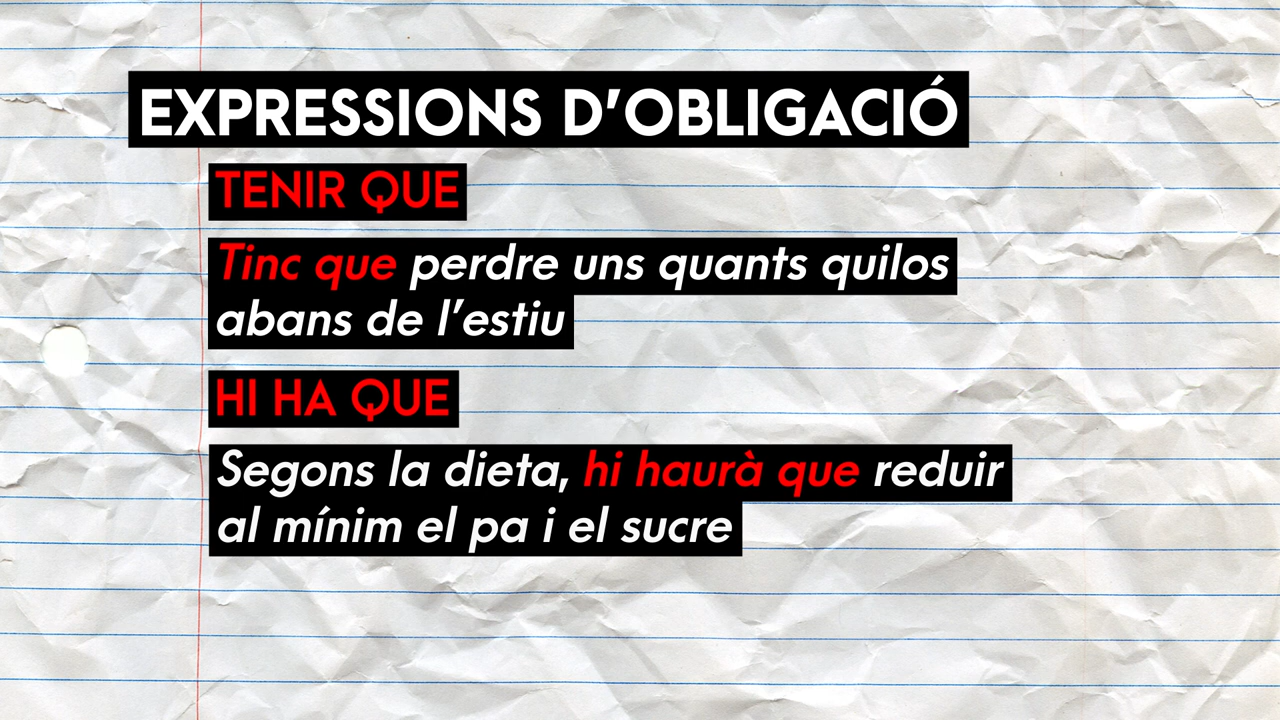 EXPRESSIONS D'OBLIGACIÓ
TENIR QUE
Tinc que perdre uns quants quilos
abans de l'estiu
HI HA QUE
Segons la dieta, hi haurà que reduir
al mínim el pa i el sucre